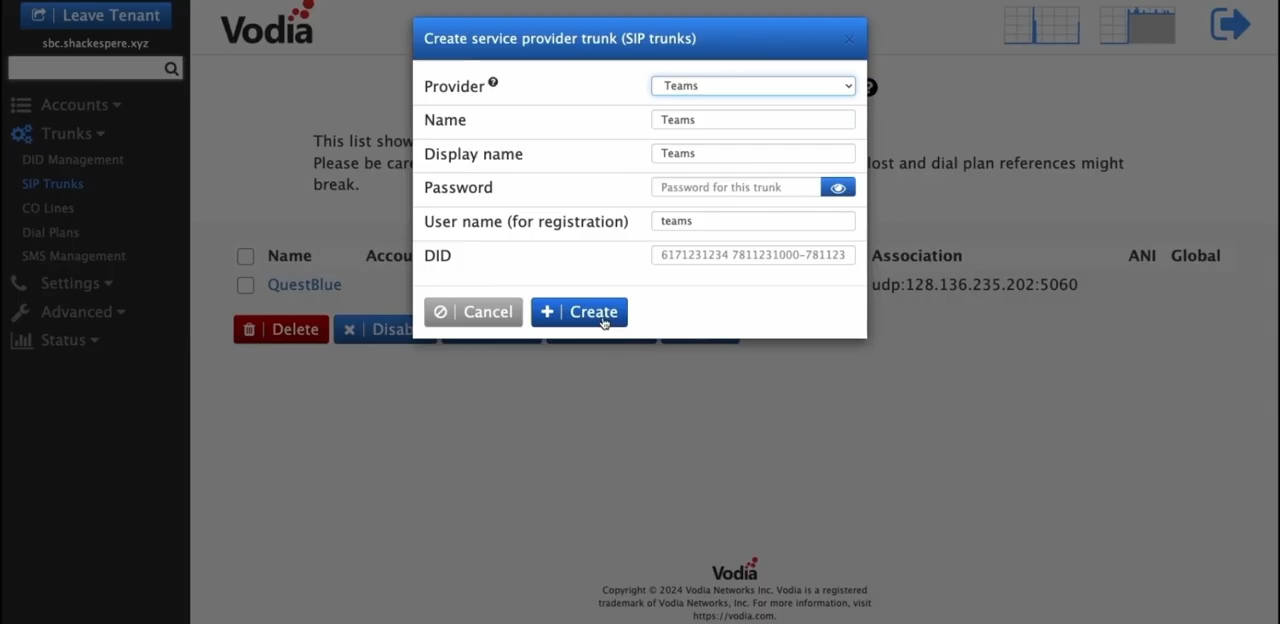 Leave Tenant
sbc.shackespere.xyz
Accounts
Trunks
DID Management
SIP Trunks
CO Lines
Dial Plans
SMS Management
Settings
Advanced
Status
Vodia
Create service provider trunk (SIP trunks)
Provider
Teams
Name
Teams
Display name
Teams
Password
Password for this trunk
User name (for registration)
teams
DID
6171231234 7811231000-781123
Cancel
Create
This list show
Please be care
lost and dial plan references might
break.
Name
Accou
Association
ANI
Global
QuestBlue
udp:128.136.235.202:5060
Delete
Disab
Vodia
Copyright © 2024 Vodia Networks Inc. Vodia is a registered
trademark of Vodia Networks, Inc. For more information, visit
https://vodia.com.